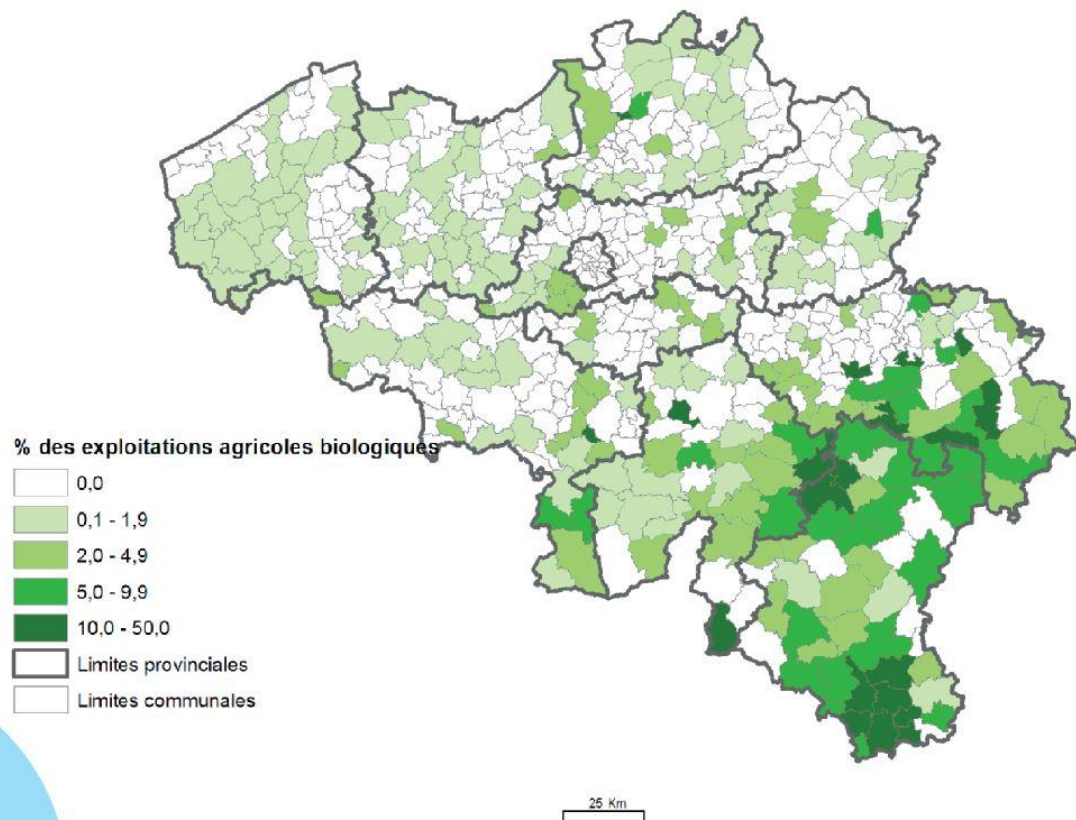 % des exploitations agricoles biologiques
0,0
0,1 - 1,9
2,0 - 4,9
5,0 - 9,9
10,0 - 50,0
Limites provinciales
Limites communales
25 Km